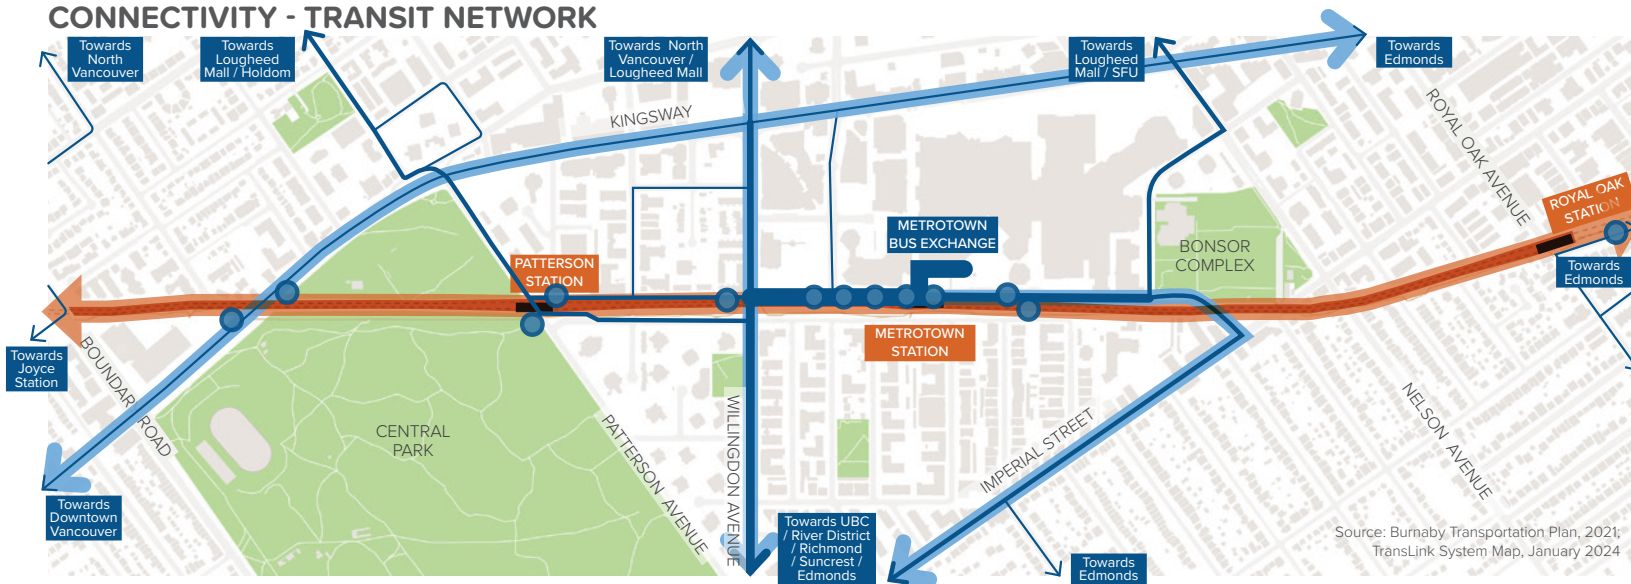 CONNECTIVITY - TRANSIT NETWORK
Towards
North
Vancouver
Towards
Lougheed
Mall / Holdom
Towards North
Vancouver /
Lougheed Mall
Towards
Lougheed
Mall / SFU
Towards
Edmonds
KINGSWAY
ROYAL OAK AVENUE
ROYAL OAK
STATION
METROTOWN
BUS EXCHANGE
BONSOR
COMPLEX
PATTERSON
STATION
Towards
Edmonds
METROTOWN
STATION
Towards
Joyce
Station
BOUNDARY ROAD
CENTRAL
PARK
PATTERSON AVENUE
WILLINGDON AVENUE
IMPERIAL STREET
NELSON AVENUE
Towards
Downtown
Vancouver
Towards UBC
/ River District
/ Richmond
/ Suncrest /
Edmonds
Towards
Edmonds
Source: Burnaby Transportation Plan, 2021;
TransLink System Map, January 2024